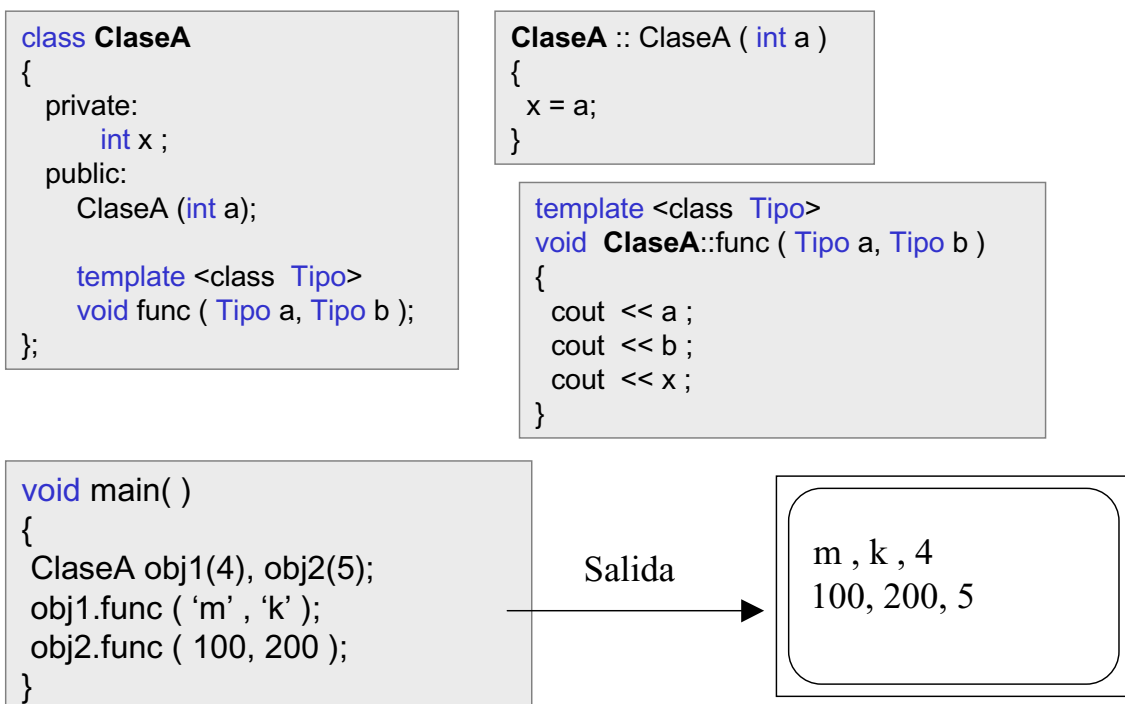 class ClaseA
{
private:
int x ;
public:
ClaseA (int a);
template <class Tipo>
void func ( Tipo a, Tipo b );
};
ClaseA :: ClaseA ( int a )
{
x = a;
}
template <class Tipo>
void ClaseA::func ( Tipo a, Tipo b )
{
cout << a ;
cout << b ;
cout << x ;
}
void main( )
{
ClaseA obj1(4), obj2(5);
obj1.func ( ‘m’ , ‘k’ );
obj2.func ( 100, 200 );
}
Salida
m , k , 4
100, 200, 5